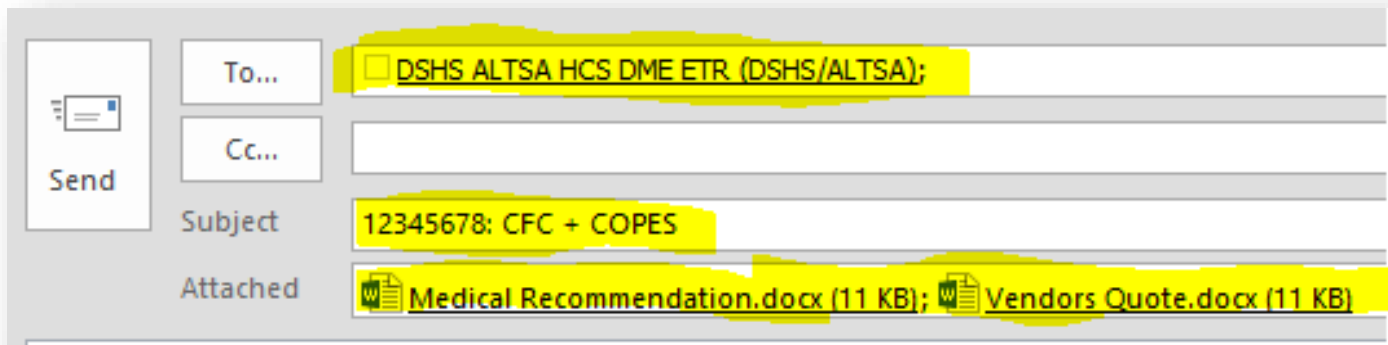 To... DSHS ALTSA HCS DME ETR (DSHS/ALTSA);
Cc...
Send
Subject 12345678: CFC + COPES
Attached Medical Recommendation.docx (11 KB); Vendors Quote.docx (11 KB)